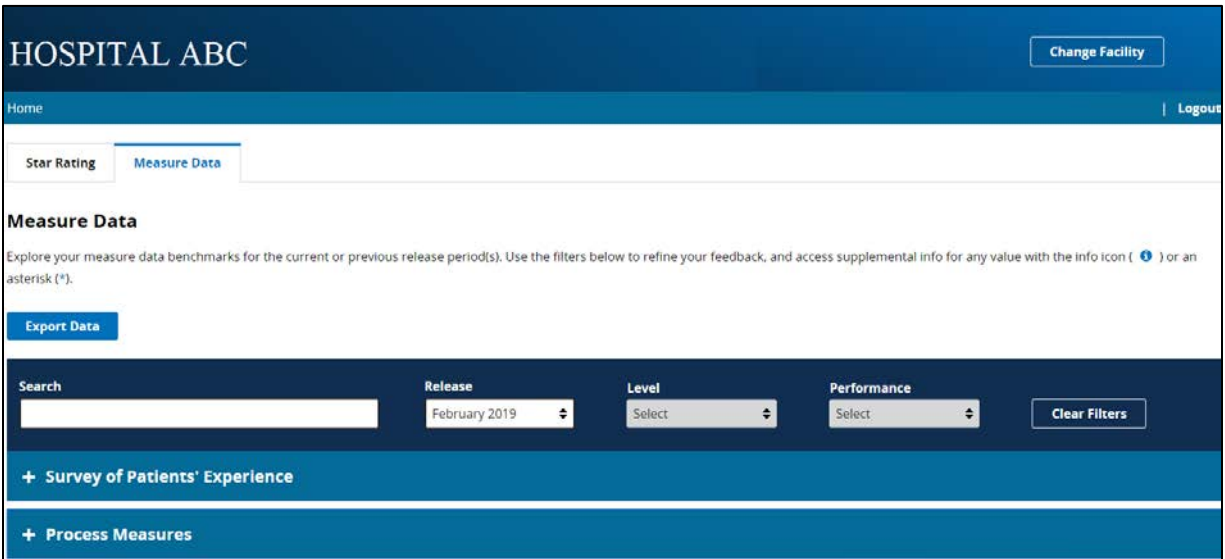 HOSPITAL ABC
Change Facility
Home
| Logout
Star Rating
Measure Data
Measure Data
Explore your measure data benchmarks for the current or previous release period(s). Use the filters below to refine your feedback, and access supplemental info for any value with the info icon ( i ) or an
asterisk (*).
Export Data
Search
Release
Level
Performance
February 2019
Select
Select
Clear Filters
+ Survey of Patients' Experience
+ Process Measures